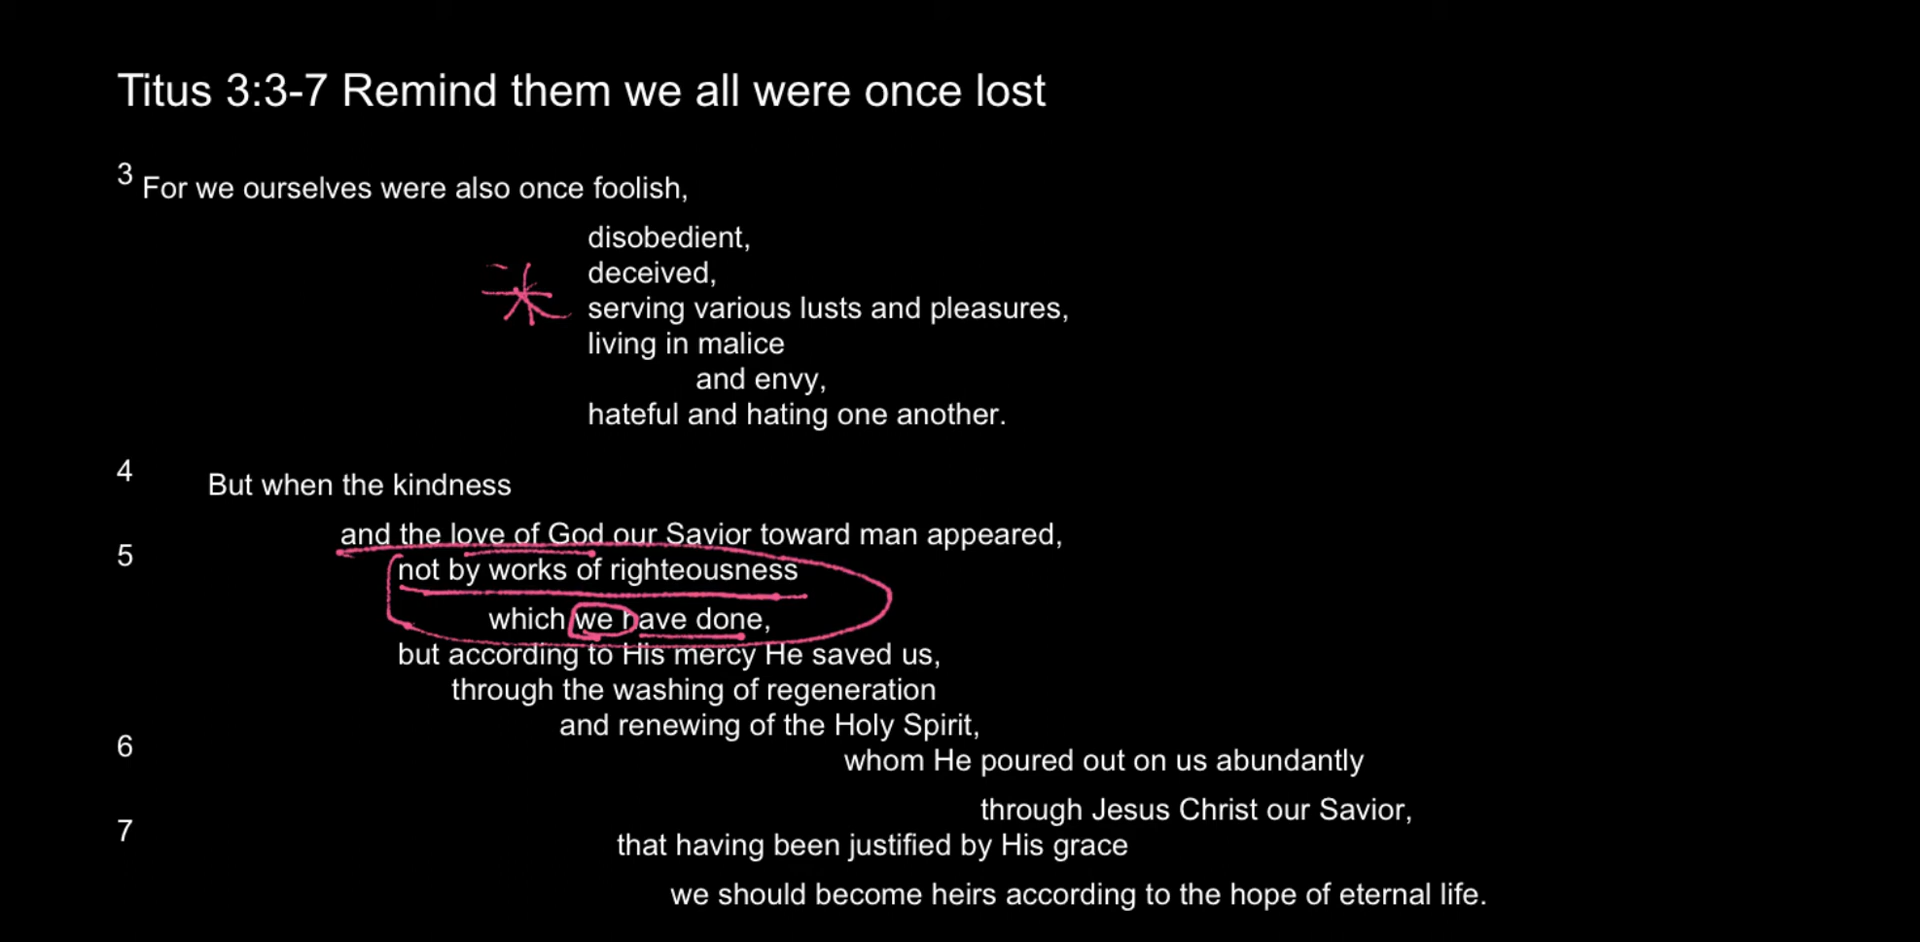 Titus 3:3-7 Remind them we all were once lost
3 For we ourselves were also once foolish,
disobedient,
deceived,
serving various lusts and pleasures,
living in malice
and envy,
hateful and hating one another.
4 But when the kindness
and the love of God our Savior toward man appeared,
5 not by works of righteousness
which we have done,
but according to His mercy He saved us,
through the washing of regeneration
and renewing of the Holy Spirit,
6 whom He poured out on us abundantly
through Jesus Christ our Savior,
7 that having been justified by His grace
we should become heirs according to the hope of eternal life.